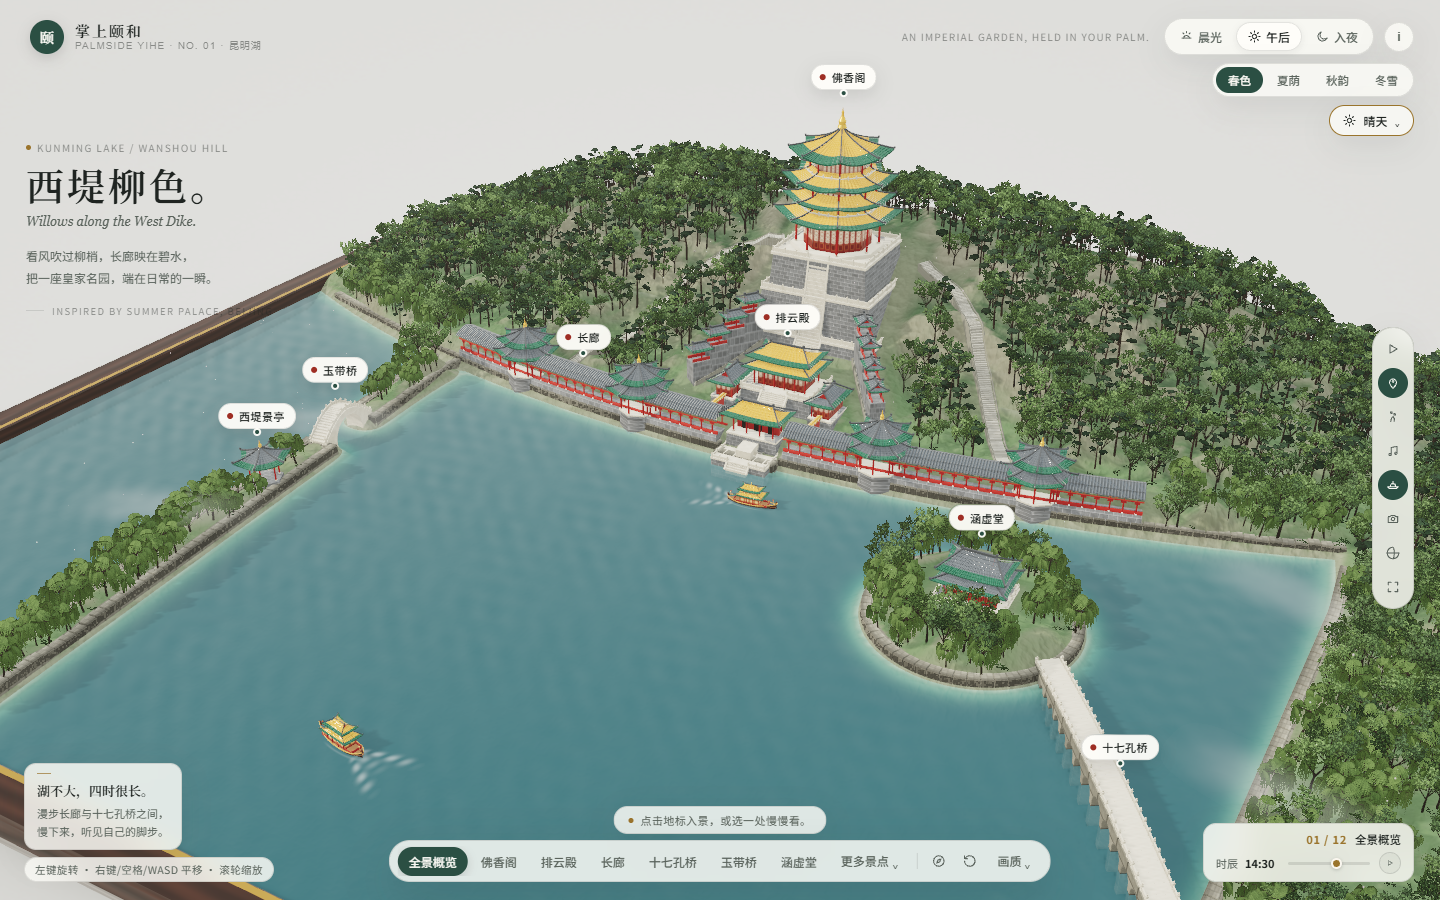 颐
掌上颐和
PALMSIDE YIHE · NO. 01 · 昆明湖
AN IMPERIAL GARDEN, HELD IN YOUR PALM.
晨光
午后
入夜
i
春色
夏荫
秋韵
冬雪
晴天
KUNMING LAKE / WANSHOU HILL
西堤柳色。
Willows along the West Dike.
看风吹过柳梢，长廊映在碧水，
把一座皇家名园，端在日常的一瞬。
INSPIRED BY SUMMER PALACE, BEIJING
佛香阁
排云殿
长廊
玉带桥
西堤景亭
涵虚堂
十七孔桥
湖不大，四时很长。
漫步长廊与十七孔桥之间，
慢下来，听见自己的脚步。
左键旋转 · 右键/空格/WASD 平移 · 滚轮缩放
点击地标入景，或选一处慢慢看。
全景概览
佛香阁
排云殿
长廊
十七孔桥
玉带桥
涵虚堂
更多景点
画质
01 / 12 全景概览
时辰 14:30